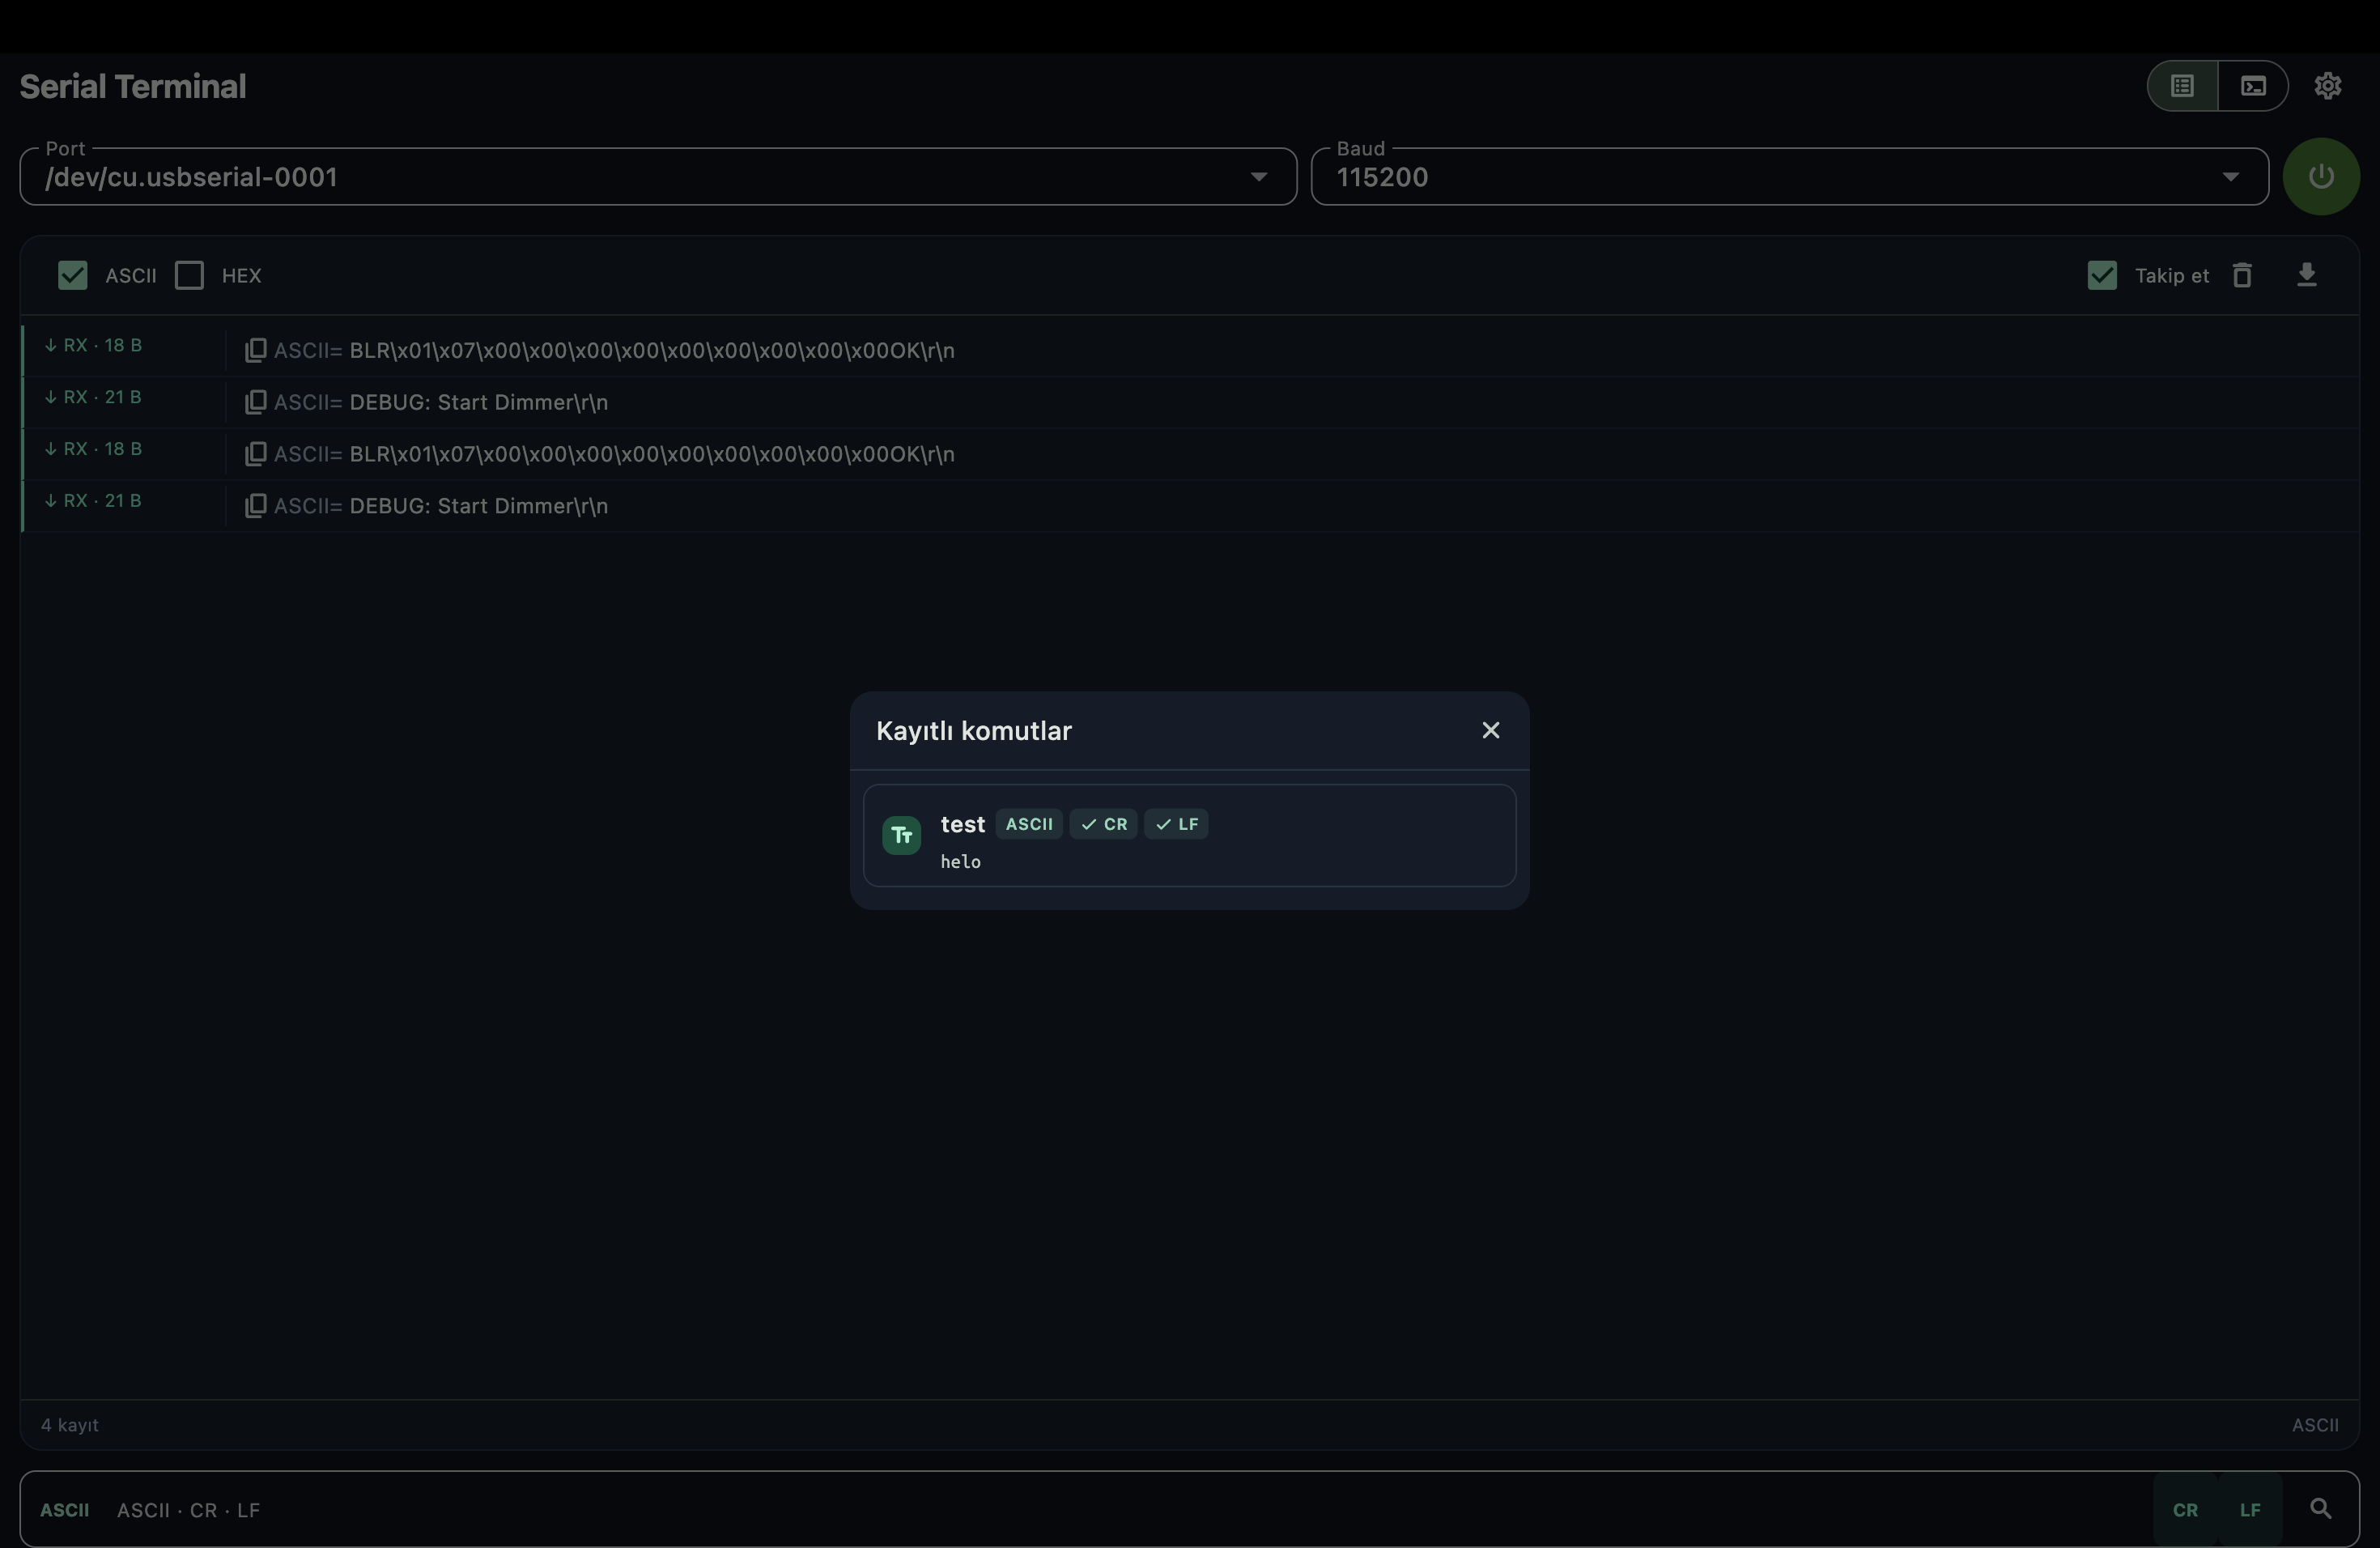 Serial Terminal
Port
/dev/cu.usbserial-0001
Baud
115200
ASCII HEX Takip et
↓ RX · 18 B ASCII= BLR\x01\x07\x00\x00\x00\x00\x00\x00\x00\x00\x00OK\r\n
↓ RX · 21 B ASCII= DEBUG: Start Dimmer\r\n
↓ RX · 18 B ASCII= BLR\x01\x07\x00\x00\x00\x00\x00\x00\x00\x00\x00OK\r\n
↓ RX · 21 B ASCII= DEBUG: Start Dimmer\r\n
Kayıtlı komutlar
Tт test ASCII ✓ CR ✓ LF
helo
4 kayıt ASCII
ASCII ASCII · CR · LF CR LF